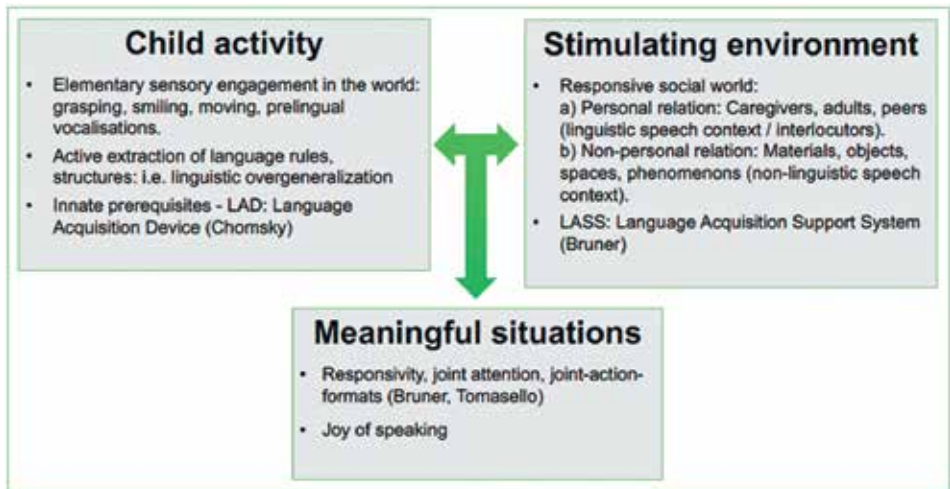 Child activity
• Elementary sensory engagement in the world:
grasping, smiling, moving, prelingual
vocalisations.
• Active extraction of language rules,
structures: i.e. linguistic overgeneralization
• Innate prerequisites - LAD: Language
Acquisition Device (Chomsky)
Stimulating environment
• Responsive social world:
a) Personal relation: Caregivers, adults, peers
(linguistic speech context / interlocutors).
b) Non-personal relation: Materials, objects,
spaces, phenomenons (non-linguistic speech
context).
• LASS: Language Acquisition Support System
(Bruner)
Meaningful situations
• Responsivity, joint attention, joint-action-
formats (Bruner, Tomasello)
• Joy of speaking